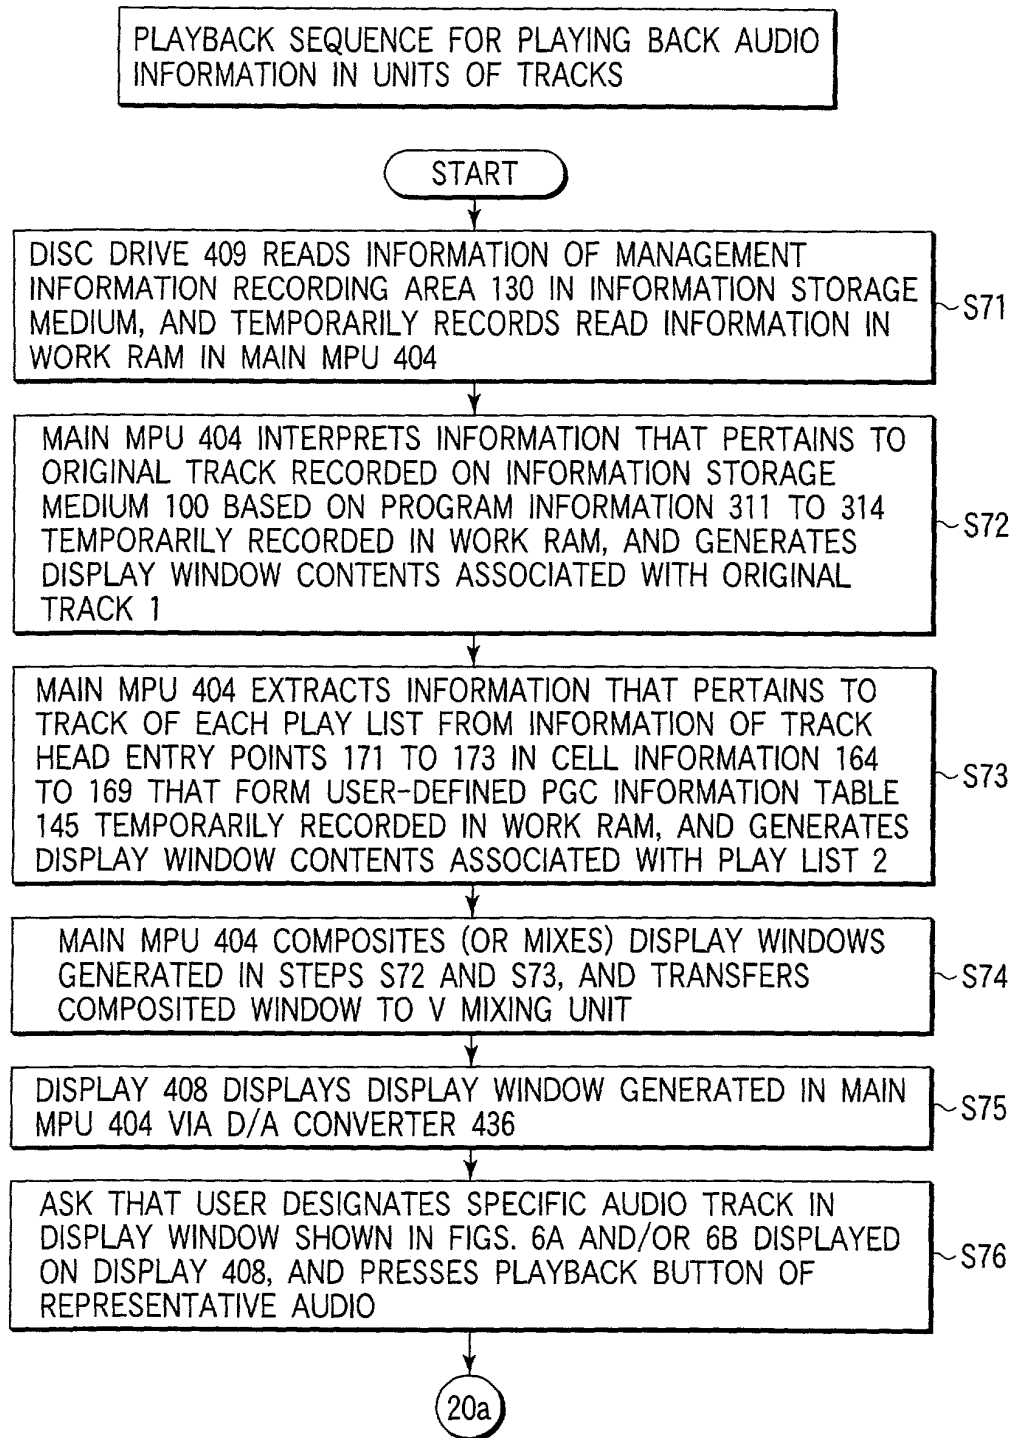 PLAYBACK SEQUENCE FOR PLAYING BACK AUDIO
INFORMATION IN UNITS OF TRACKS
START
DISC DRIVE 409 READS INFORMATION OF MANAGEMENT
INFORMATION RECORDING AREA 130 IN INFORMATION STORAGE
MEDIUM, AND TEMPORARILY RECORDS READ INFORMATION IN
WORK RAM IN MAIN MPU 404
S71
MAIN MPU 404 INTERPRETS INFORMATION THAT PERTAINS TO
ORIGINAL TRACK RECORDED ON INFORMATION STORAGE
MEDIUM 100 BASED ON PROGRAM INFORMATION 311 TO 314
TEMPORARILY RECORDED IN WORK RAM, AND GENERATES
DISPLAY WINDOW CONTENTS ASSOCIATED WITH ORIGINAL
TRACK 1
S72
MAIN MPU 404 EXTRACTS INFORMATION THAT PERTAINS TO
TRACK OF EACH PLAY LIST FROM INFORMATION OF TRACK
HEAD ENTRY POINTS 171 TO 173 IN CELL INFORMATION 164
TO 169 THAT FORM USER-DEFINED PGC INFORMATION TABLE
145 TEMPORARILY RECORDED IN WORK RAM, AND GENERATES
DISPLAY WINDOW CONTENTS ASSOCIATED WITH PLAY LIST 2
S73
MAIN MPU 404 COMPOSITES (OR MIXES) DISPLAY WINDOWS
GENERATED IN STEPS S72 AND S73, AND TRANSFERS
COMPOSITED WINDOW TO V MIXING UNIT
S74
DISPLAY 408 DISPLAYS DISPLAY WINDOW GENERATED IN MAIN
MPU 404 VIA D/A CONVERTER 436
S75
ASK THAT USER DESIGNATES SPECIFIC AUDIO TRACK IN
DISPLAY WINDOW SHOWN IN FIGS. 6A AND/OR 6B DISPLAYED
ON DISPLAY 408, AND PRESSES PLAYBACK BUTTON OF
REPRESENTATIVE AUDIO
S76
20a